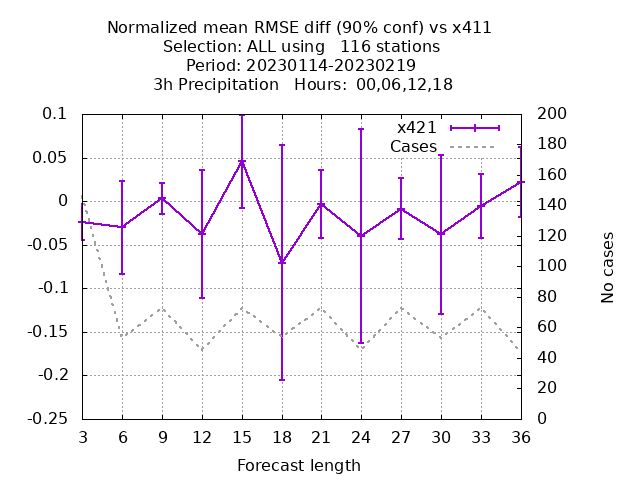 Normalized mean RMSE diff (90% conf) vs x411
Selection: ALL using   116 stations
Period: 20230114-20230219
3h Precipitation   Hours:  00,06,12,18
x421
Cases
0.1
0.05
0
-0.05
-0.1
-0.15
-0.2
-0.25
200
180
160
140
120
100
80
60
40
20
0
No cases
3 6 9 12 15 18 21 24 27 30 33 36
Forecast length